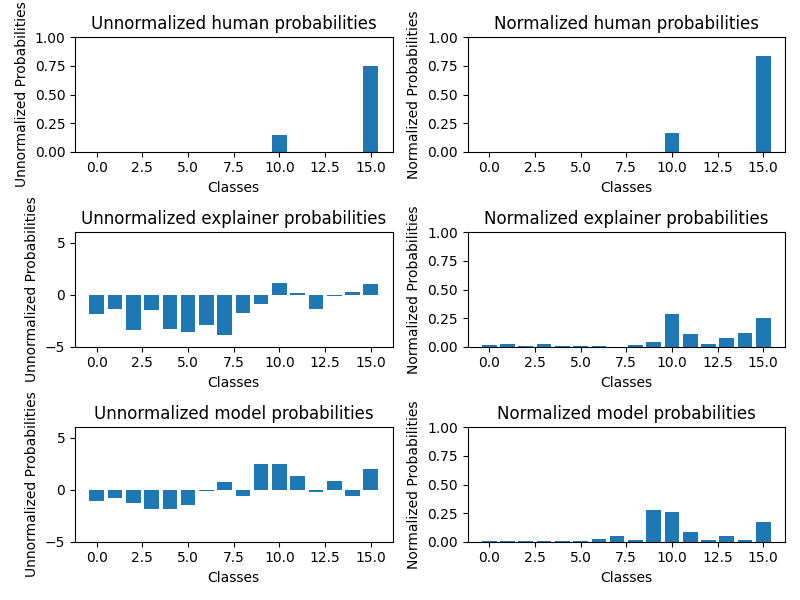 Unnormalized human probabilities
Unnormalized Probabilities
1.00
0.75
0.50
0.25
0.00
0.0 2.5 5.0 7.5 10.0 12.5 15.0
Classes
Normalized human probabilities
Normalized Probabilities
1.00
0.75
0.50
0.25
0.00
0.0 2.5 5.0 7.5 10.0 12.5 15.0
Classes
Unnormalized explainer probabilities
Unnormalized Probabilities
5
0
−5
0.0 2.5 5.0 7.5 10.0 12.5 15.0
Classes
Normalized explainer probabilities
Normalized Probabilities
1.00
0.75
0.50
0.25
0.00
0.0 2.5 5.0 7.5 10.0 12.5 15.0
Classes
Unnormalized model probabilities
Unnormalized Probabilities
5
0
−5
0.0 2.5 5.0 7.5 10.0 12.5 15.0
Classes
Normalized model probabilities
Normalized Probabilities
1.00
0.75
0.50
0.25
0.00
0.0 2.5 5.0 7.5 10.0 12.5 15.0
Classes